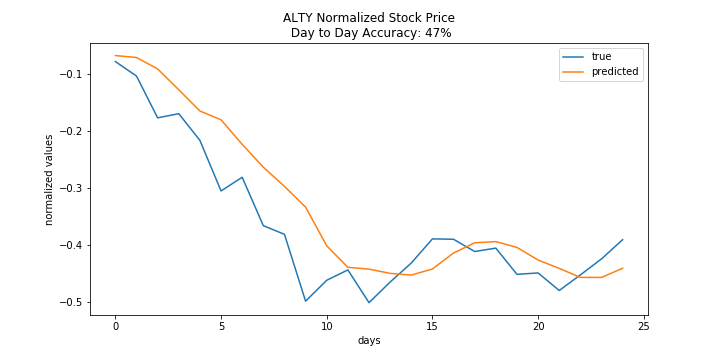 ALTY Normalized Stock Price
Day to Day Accuracy: 47%
true
predicted
−0.1
−0.2
−0.3
−0.4
−0.5
normalized values
0
5
10
15
20
25
days